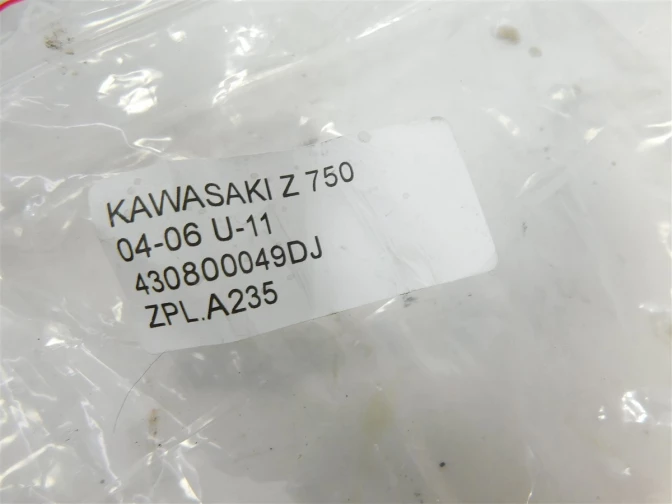 KAWASAKI Z 750
04-06 U-11
430800049DJ
ZPL.A235